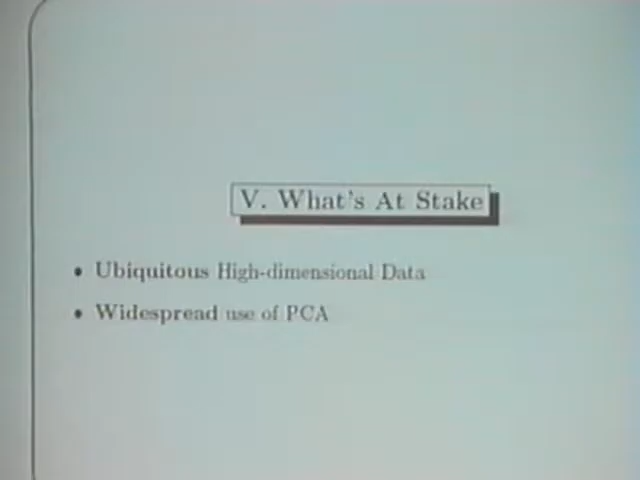 V. What's At Stake
• Ubiquitous High-dimensional Data
• Widespread use of PCA